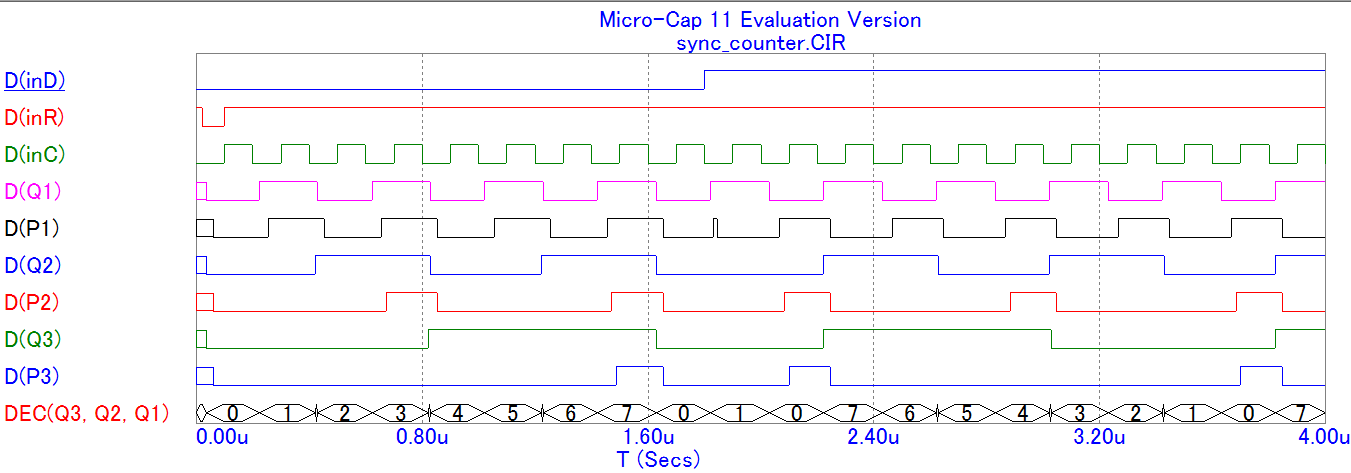 Micro-Cap 11 Evaluation Version
sync_counter.CIR
D(inD)
D(inR)
D(inC)
D(Q1)
D(P1)
D(Q2)
D(P2)
D(Q3)
D(P3)
DEC(Q3, Q2, Q1) 0 1 2 3 4 5 6 7 0 1 0 7 6 5 4 3 2 1 0 7
0.00u 0.80u 1.60u 2.40u 3.20u 4.00u
T (Secs)